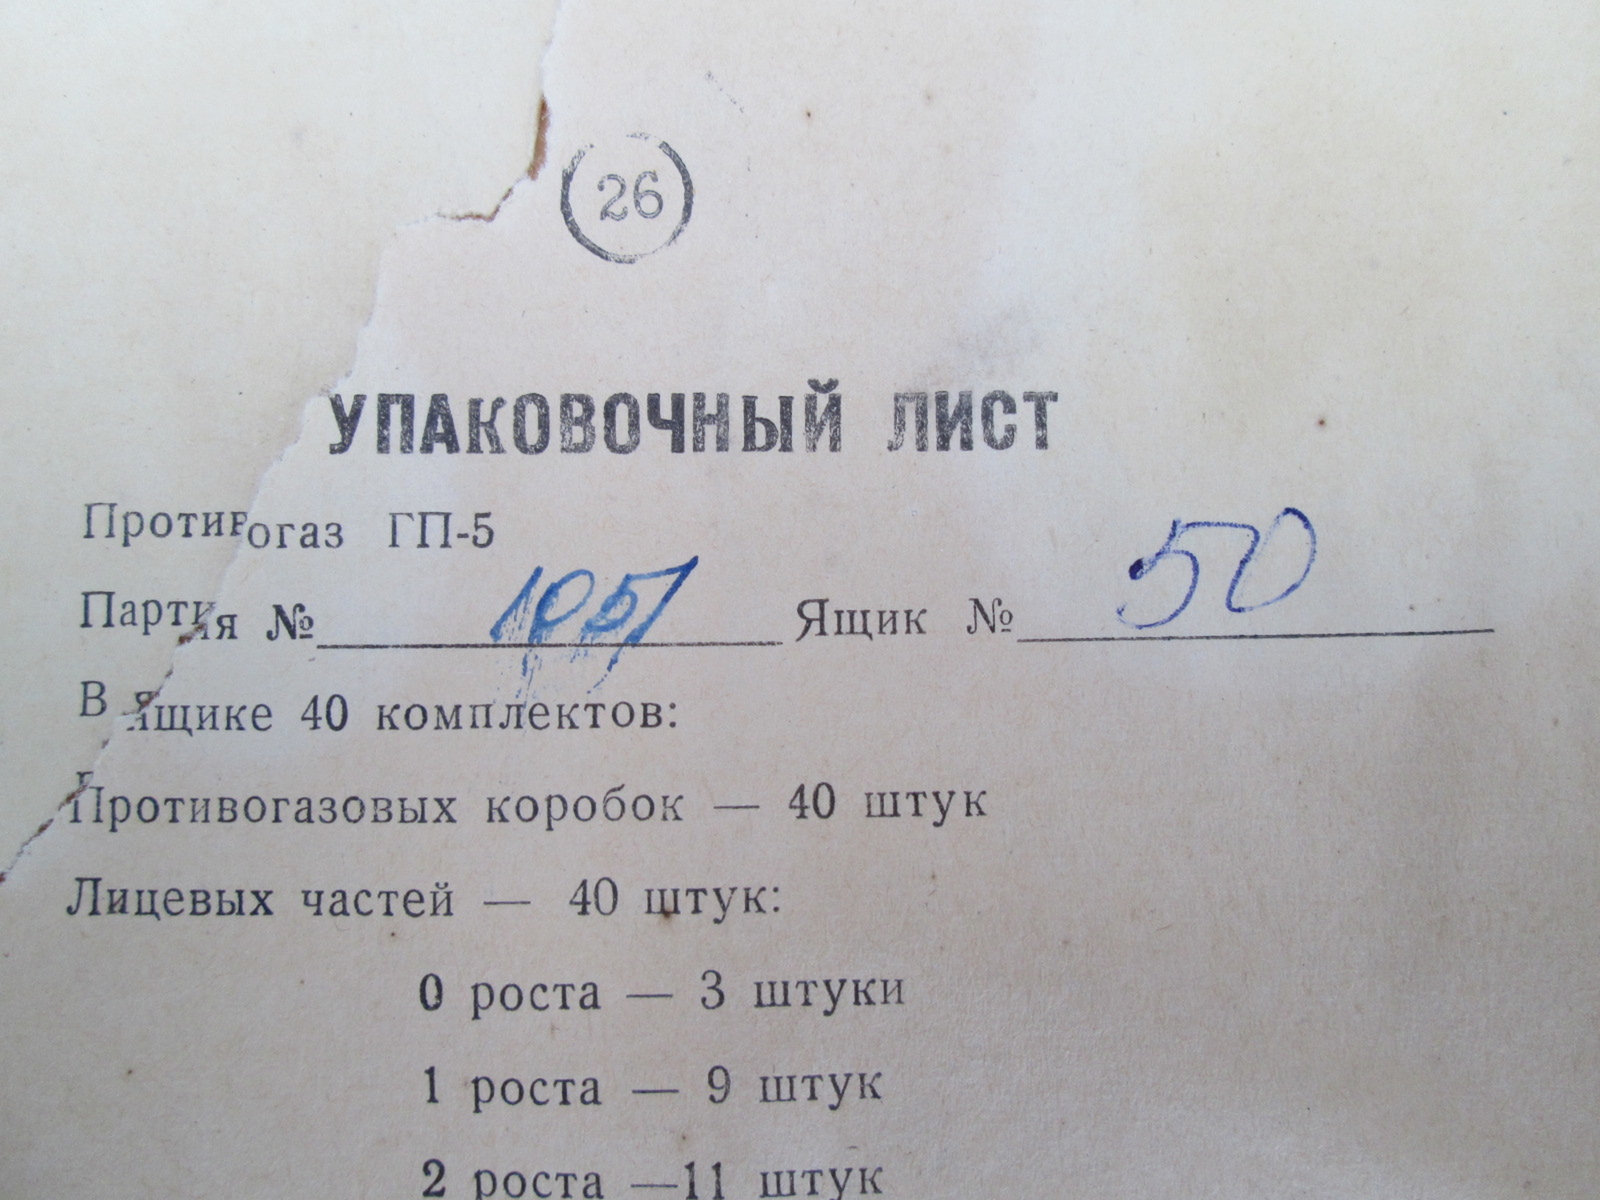 26
УПАКОВОЧНЫЙ ЛИСТ
Противогаз ГП-5
Партия № 105 Ящик № 50
В ящике 40 комплектов:
Противогазовых коробок — 40 штук
Лицевых частей — 40 штук:
0 роста — 3 штуки
1 роста — 9 штук
2 роста —11 штук